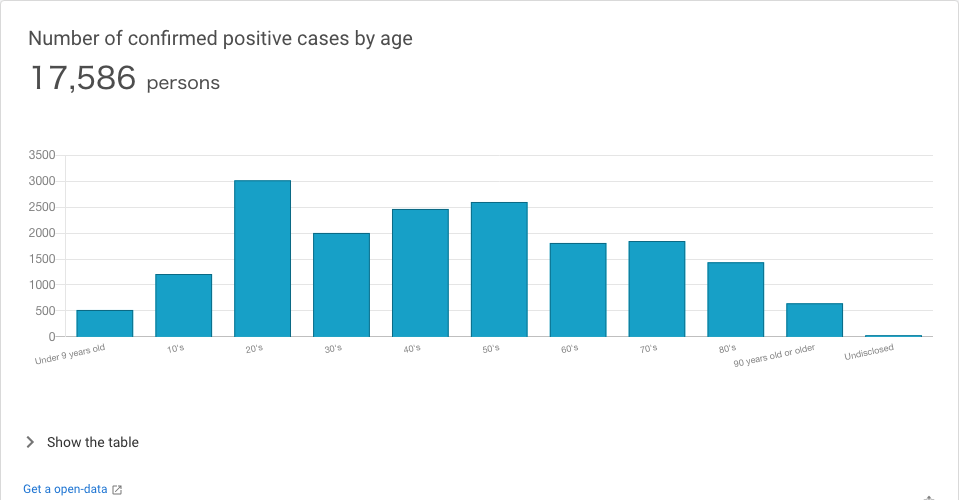 Number of confirmed positive cases by age
17,586 persons
3500
3000
2500
2000
1500
1000
500
0
Under 9 years old
10's
20's
30's
40's
50's
60's
70's
80's
90 years old or older
Undisclosed
Show the table
Get a open-data